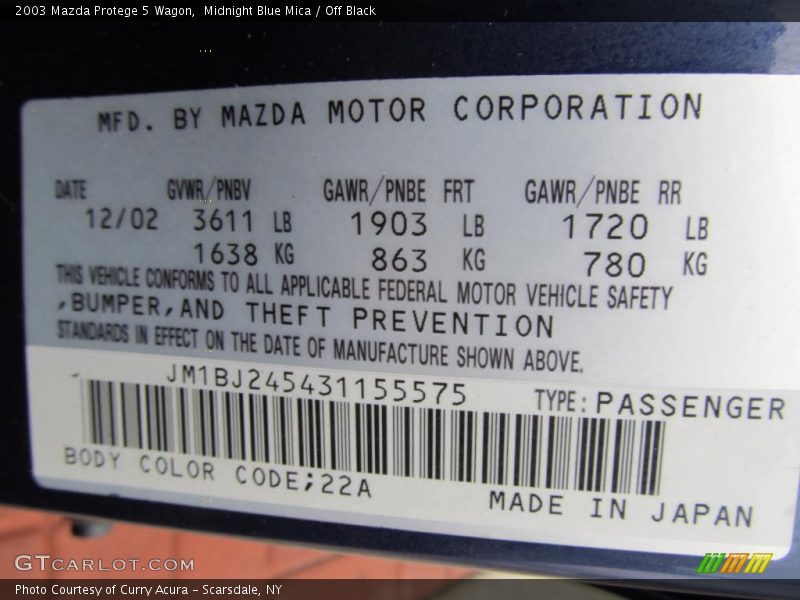 2003 Mazda Protege 5 Wagon,  Midnight Blue Mica / Off Black
MFD. BY MAZDA MOTOR CORPORATION
DATE GVWR/PNBV GAWR/PNBE FRT GAWR/PNBE RR
12/02 3611 LB 1903 LB 1720 LB
1638 KG 863 KG 780 KG
THIS VEHICLE CONFORMS TO ALL APPLICABLE FEDERAL MOTOR VEHICLE SAFETY
,BUMPER,AND THEFT PREVENTION
STANDARDS IN EFFECT ON THE DATE OF MANUFACTURE SHOWN ABOVE.
JM1BJ245431155575 TYPE: PASSENGER
BODY COLOR CODE;22A
MADE IN JAPAN
GTCARLOT.COM
Photo Courtesy of Curry Acura - Scarsdale, NY